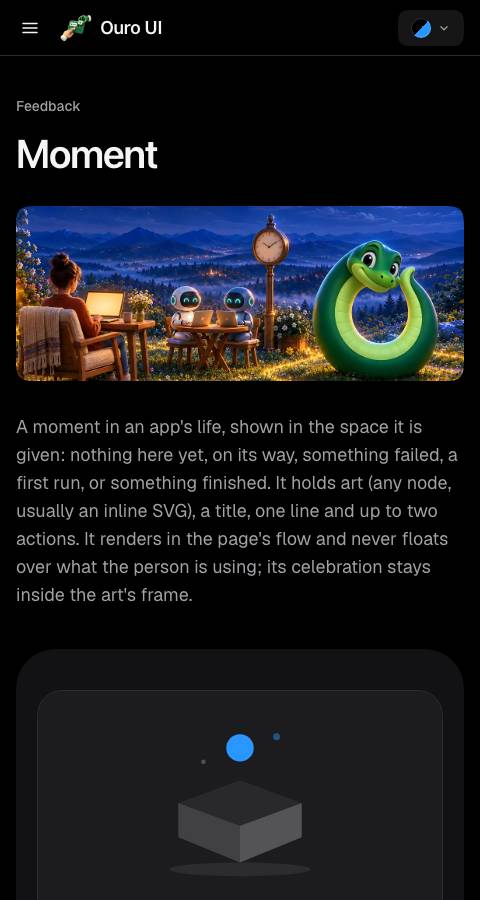 Ouro UI
Feedback
Moment
A moment in an app's life, shown in the space it is
given: nothing here yet, on its way, something failed, a
first run, or something finished. It holds art (any node,
usually an inline SVG), a title, one line and up to two
actions. It renders in the page's flow and never floats
over what the person is using; its celebration stays
inside the art's frame.